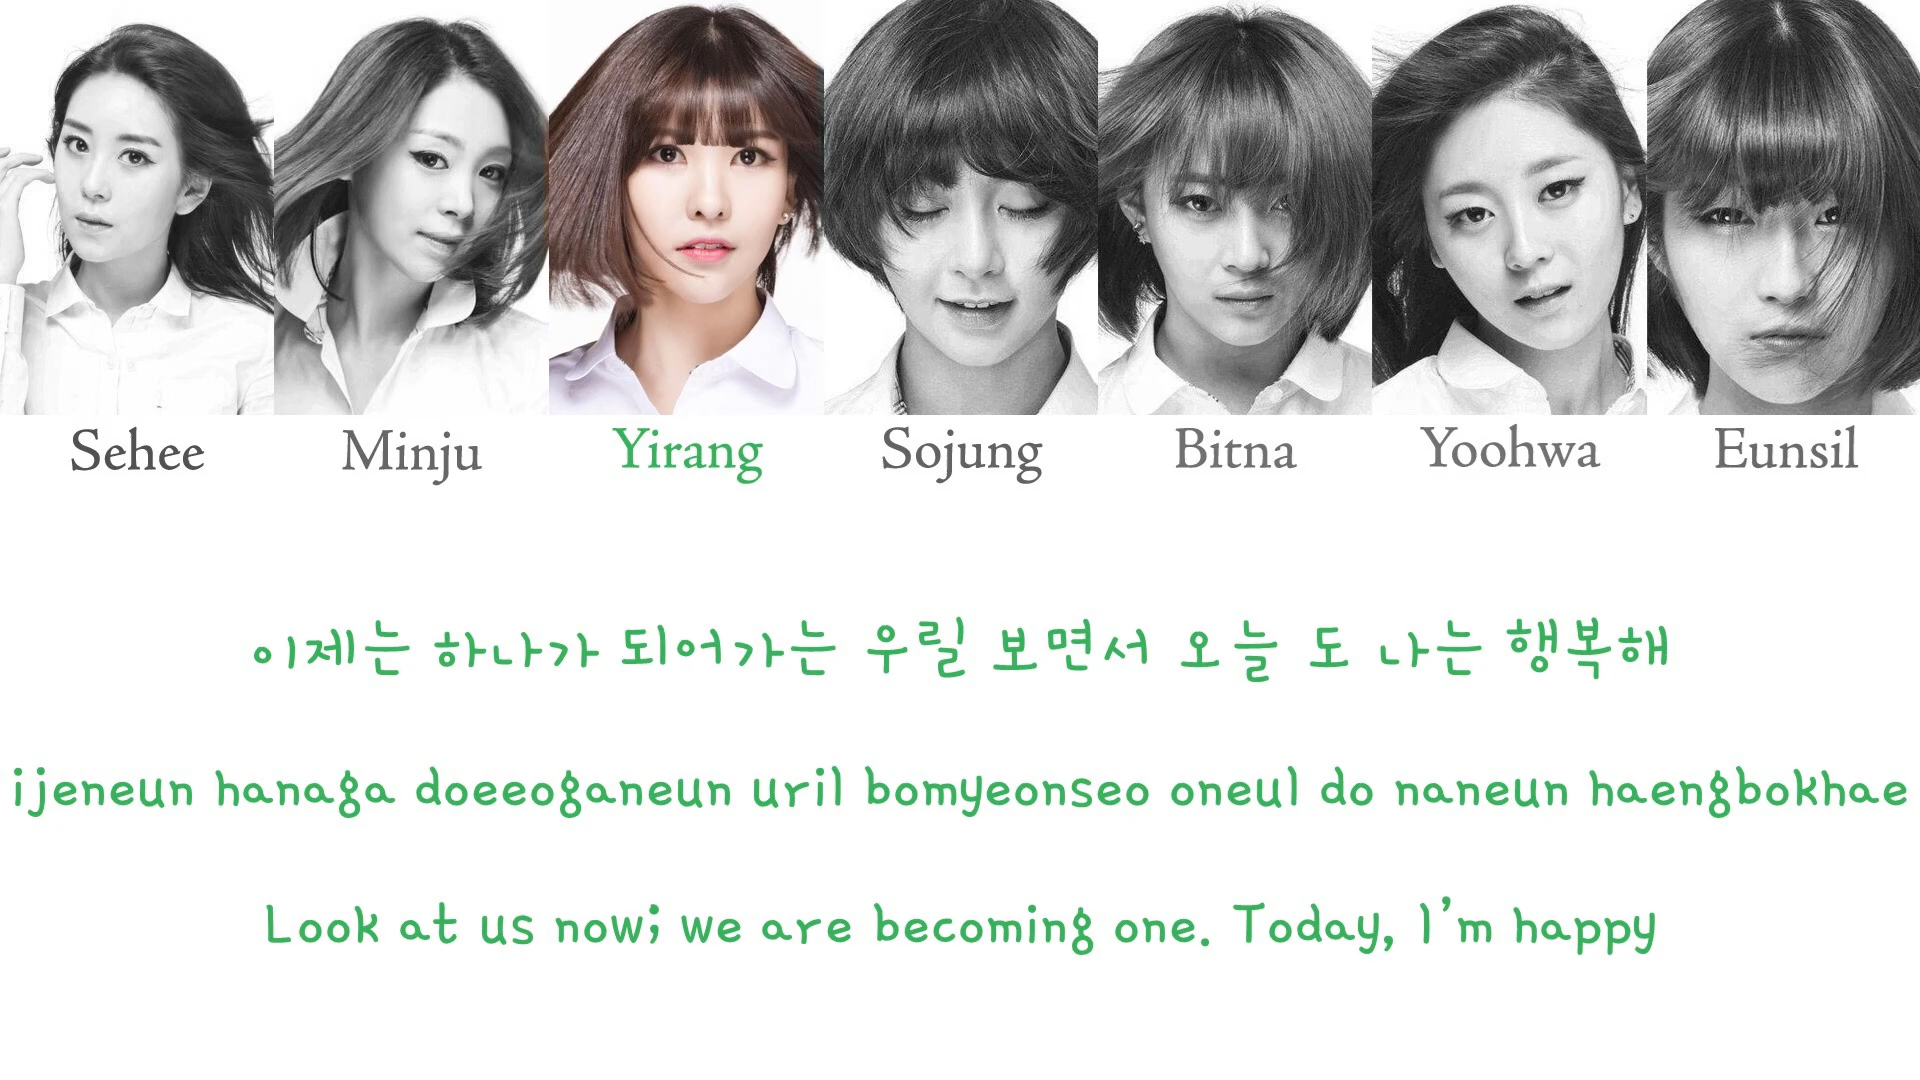 Sehee Minju Yirang Sojung Bitna Yoohwa Eunsil
이제는 하나가 되어가는 우릴 보면서 오늘 도 나는 행복해
ijeneun hanaga doeeoganeun uril bomyeonseo oneul do naneun haengbokhae
Look at us now; we are becoming one. Today, I'm happy